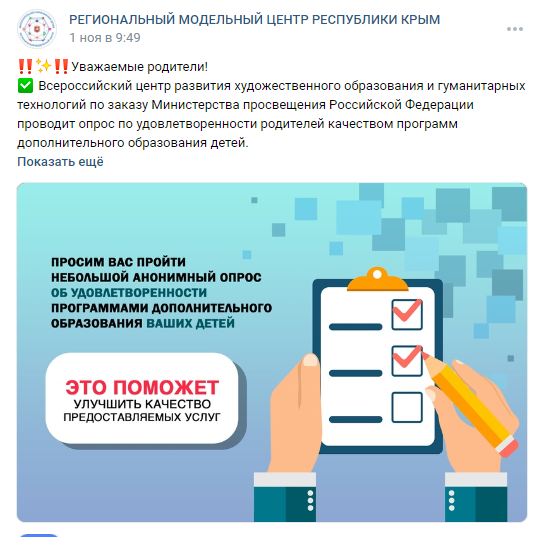 РЕГИОНАЛЬНЫЙ МОДЕЛЬНЫЙ ЦЕНТР РЕСПУБЛИКИ КРЫМ
1 ноя в 9:49
‼️✨‼️Уважаемые родители!
✅ Всероссийский центр развития художественного образования и гуманитарных
технологий по заказу Министерства просвещения Российской Федерации
проводит опрос по удовлетворенности родителей качеством программ
дополнительного образования детей.
Показать ещё
ПРОСИМ ВАС ПРОЙТИ
НЕБОЛЬШОЙ АНОНИМНЫЙ ОПРОС
ОБ УДОВЛЕТВОРЕННОСТИ
ПРОГРАММАМИ ДОПОЛНИТЕЛЬНОГО
ОБРАЗОВАНИЯ ВАШИХ ДЕТЕЙ
ЭТО ПОМОЖЕТ
УЛУЧШИТЬ КАЧЕСТВО
ПРЕДОСТАВЛЯЕМЫХ УСЛУГ